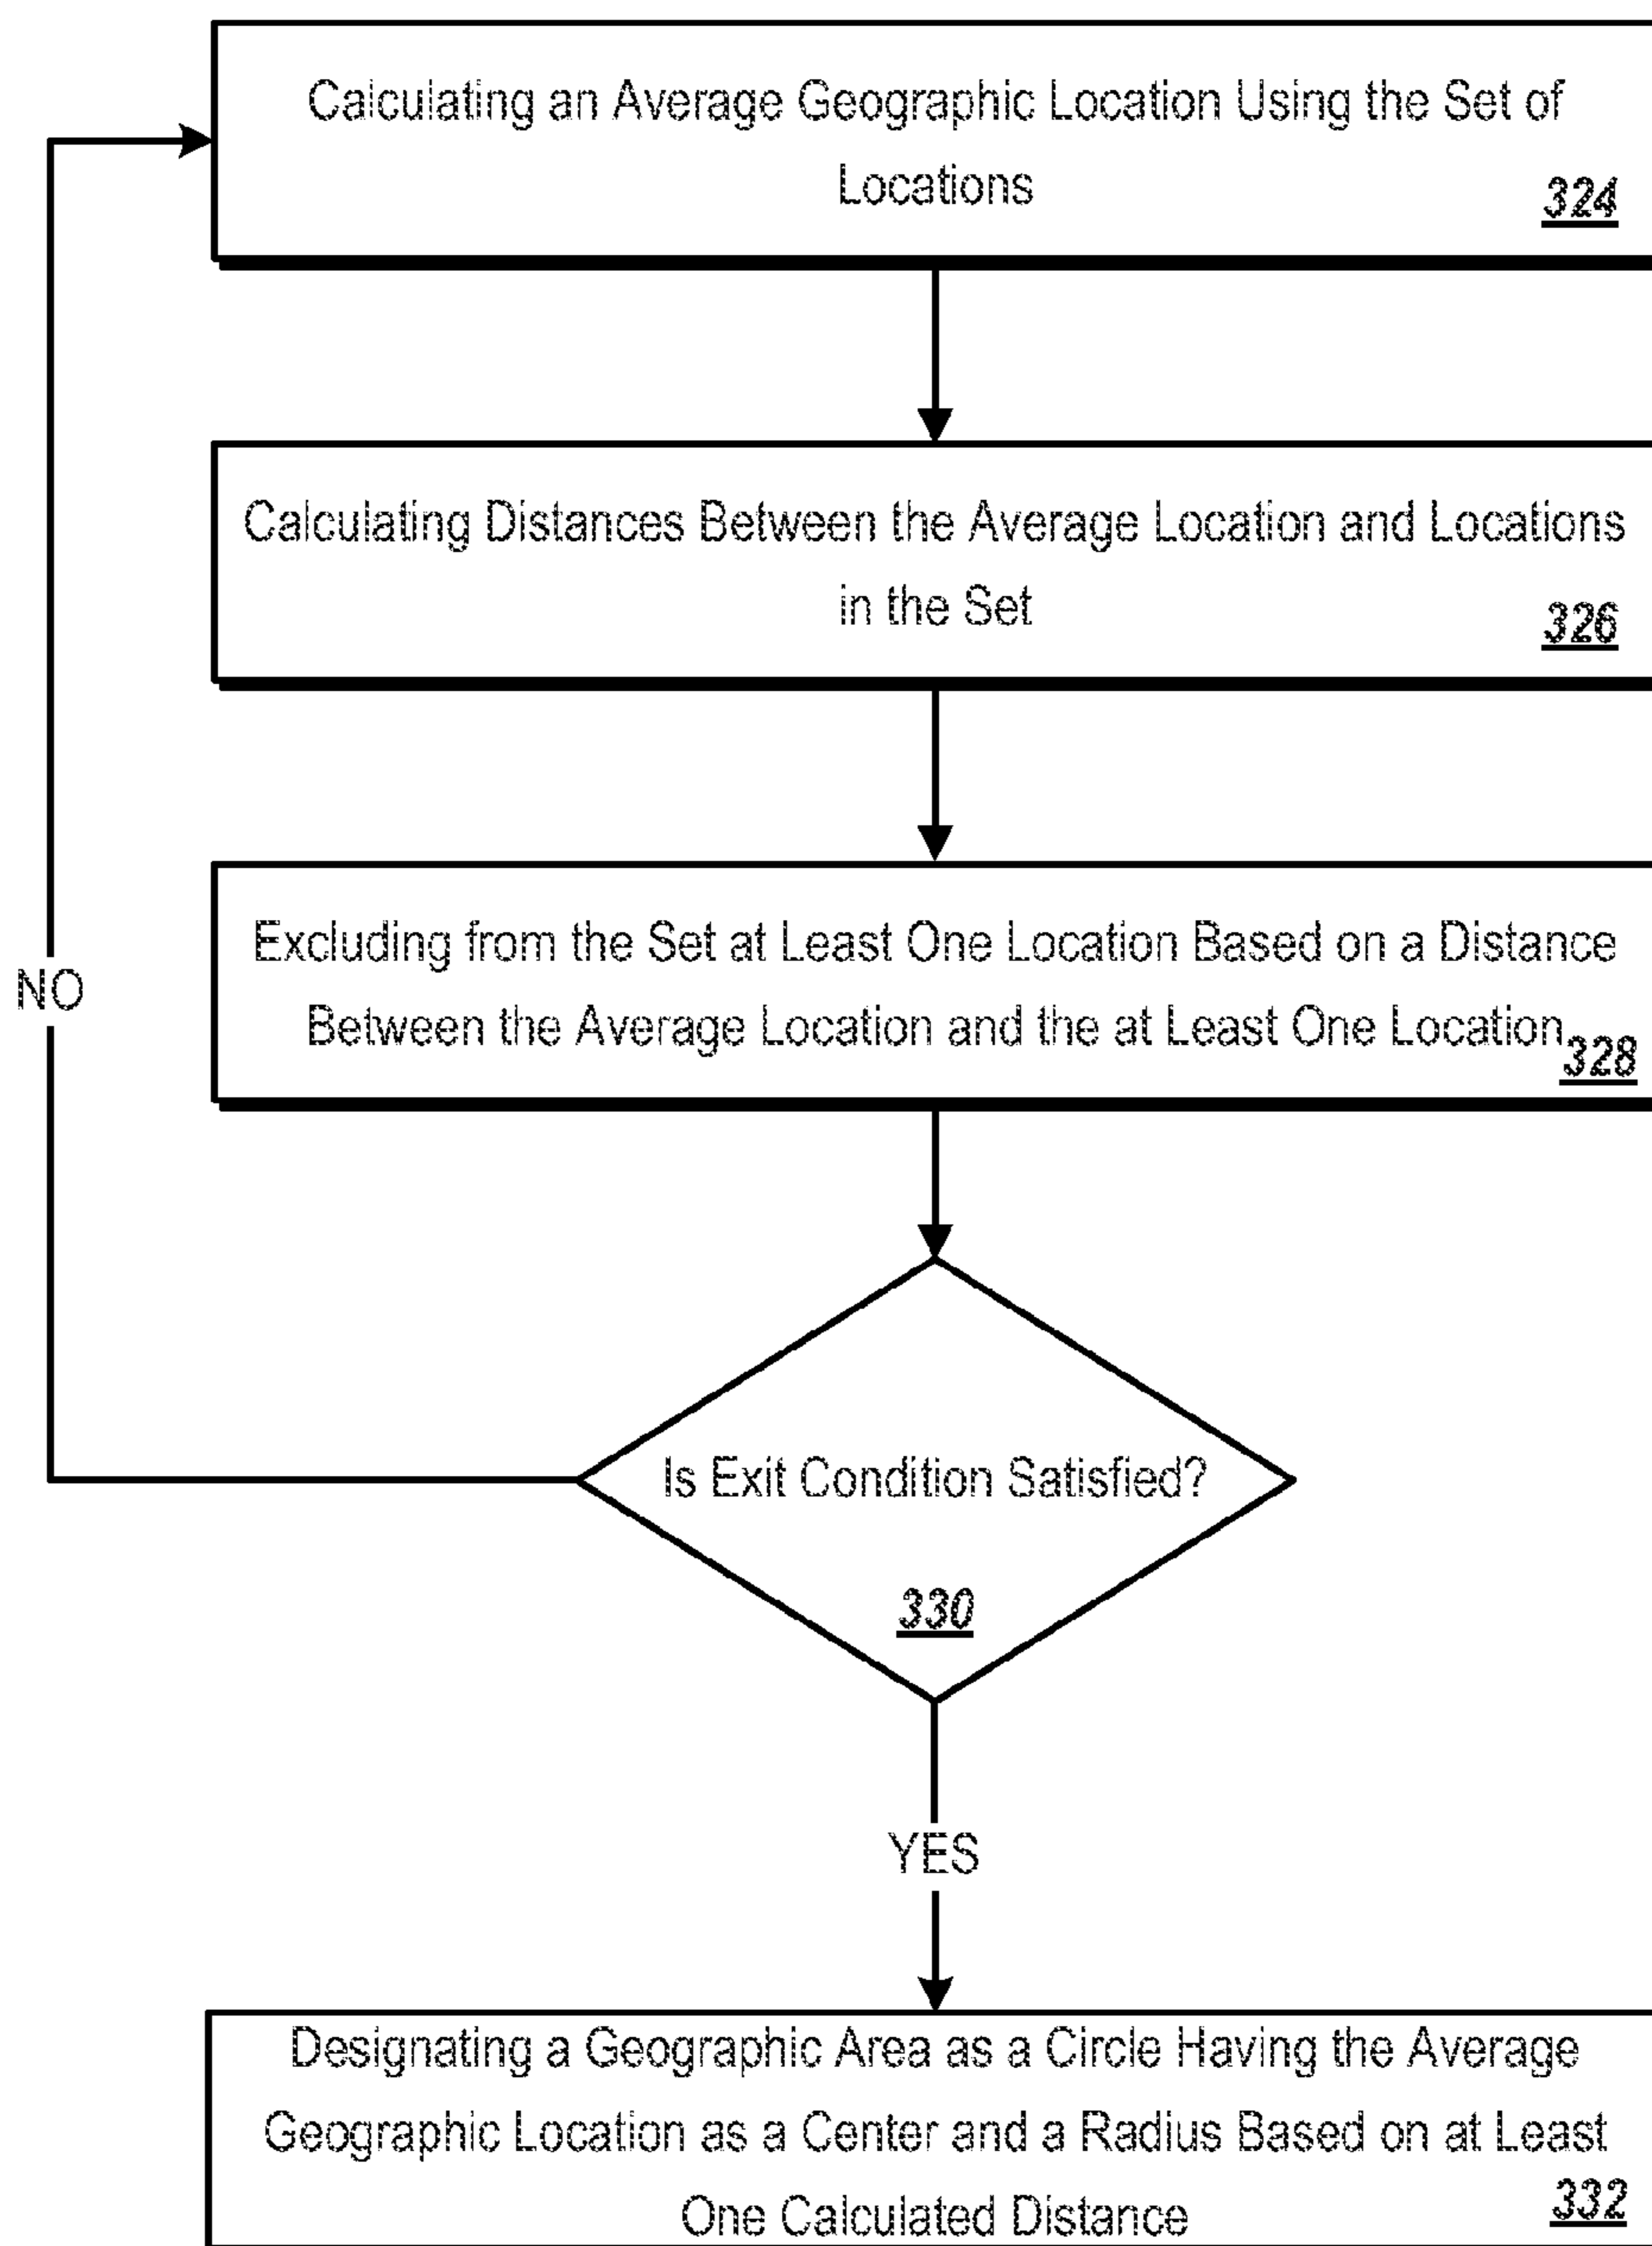 Calculating an Average Geographic Location Using the Set of
Locations
324
Calculating Distances Between the Average Location and Locations
in the Set
326
Excluding from the Set at Least One Location Based on a Distance
Between the Average Location and the at Least One Location
328
NO
Is Exit Condition Satisfied?
330
YES
Designating a Geographic Area as a Circle Having the Average
Geographic Location as a Center and a Radius Based on at Least
One Calculated Distance
332